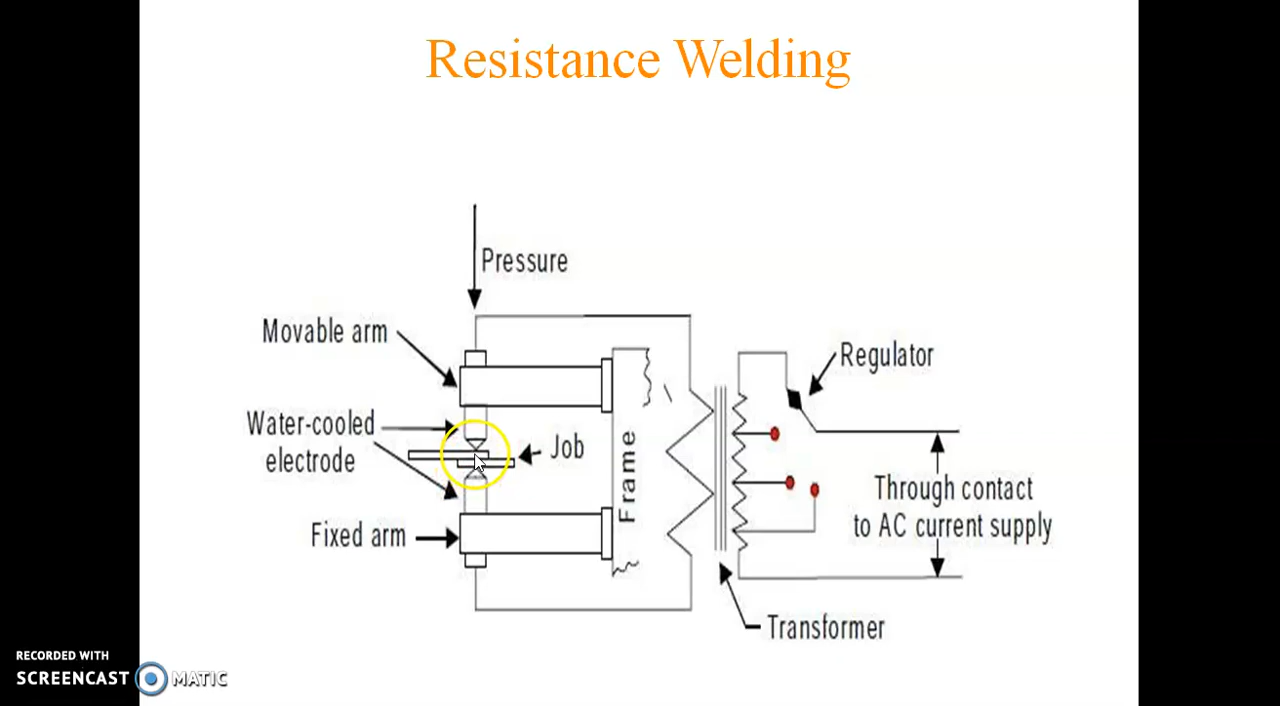 Resistance Welding
Pressure
Movable arm
Regulator
Water-cooled
electrode
Job
Frame
Through contact
to AC current supply
Fixed arm
Transformer
RECORDED WITH
SCREENCAST MATIC